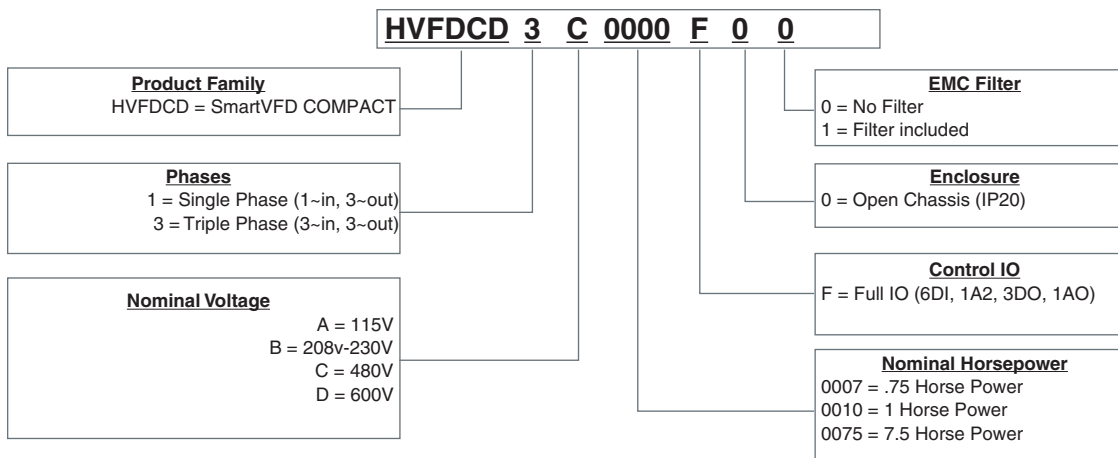 HVFDCD 3 C 0000 F 0 0
Product Family
HVFDCD = SmartVFD COMPACT
Phases
1 = Single Phase (1~in, 3~out)
3 = Triple Phase (3~in, 3~out)
Nominal Voltage
A = 115V
B = 208v-230V
C = 480V
D = 600V
EMC Filter
0 = No Filter
1 = Filter included
Enclosure
0 = Open Chassis (IP20)
Control IO
F = Full IO (6DI, 1A2, 3DO, 1AO)
Nominal Horsepower
0007 = .75 Horse Power
0010 = 1 Horse Power
0075 = 7.5 Horse Power